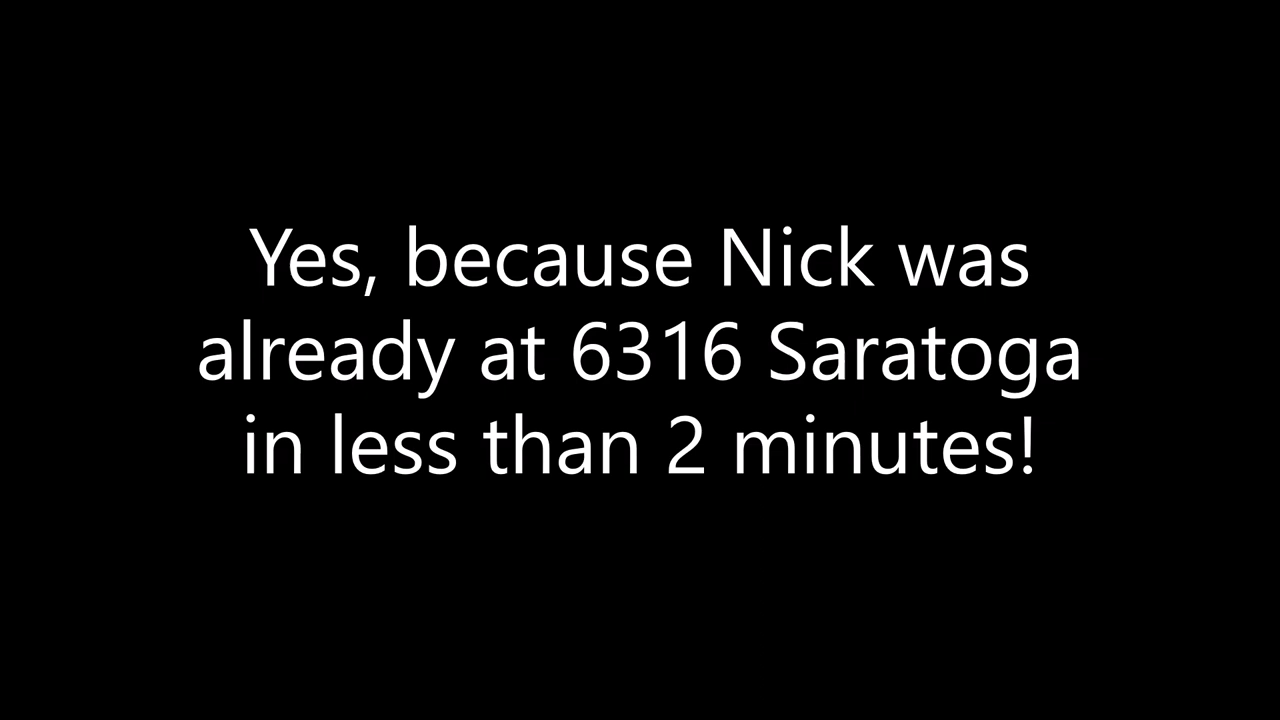 Yes, because Nick was
already at 6316 Saratoga
in less than 2 minutes!